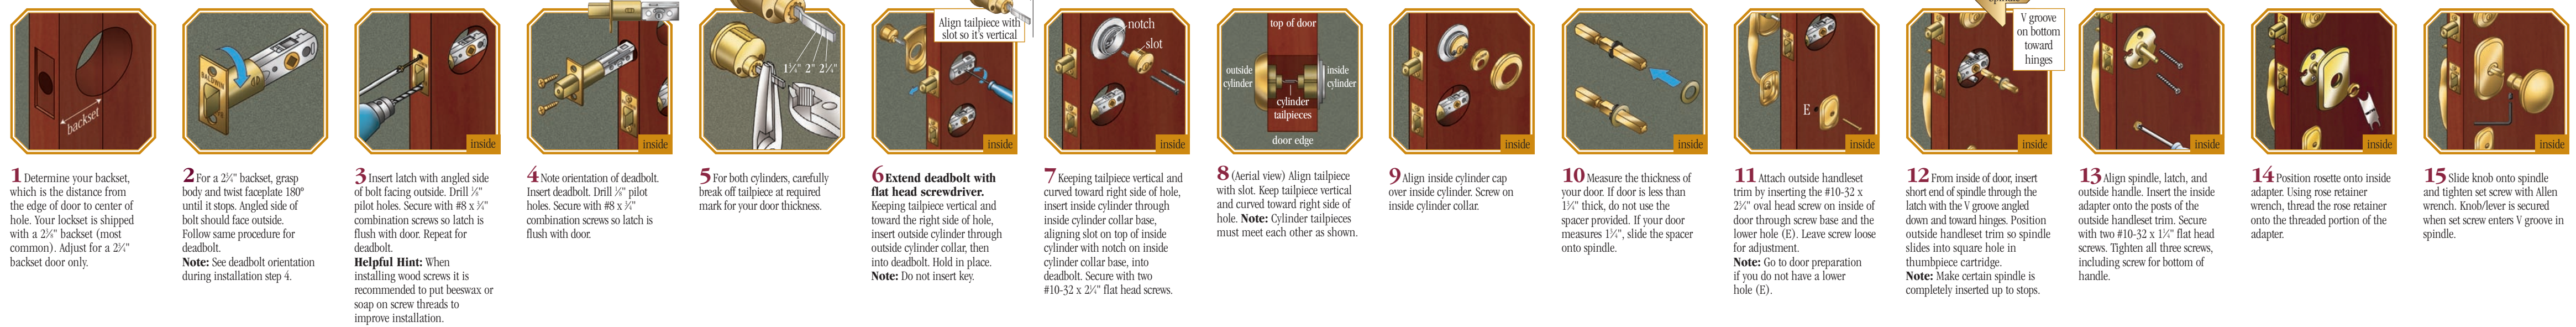 backset
1 Determine your backset,
which is the distance from
the edge of door to center of
hole. Your lockset is shipped
with a 2⅜" backset (most
common). Adjust for a 2¾"
backset door only.
BALDWIN
2 For a 2¾" backset, grasp
body and twist faceplate 180°
until it stops. Angled side of
bolt should face outside.
Follow same procedure for
deadbolt.
Note: See deadbolt orientation
during installation step 4.
inside
3 Insert latch with angled side
of bolt facing outside. Drill ⅛"
pilot holes. Secure with #8 x ¾"
combination screws so latch is
flush with door. Repeat for
deadbolt.
Helpful Hint: When
installing wood screws it is
recommended to put beeswax or
soap on screw threads to
improve installation.
inside
4 Note orientation of deadbolt.
Insert deadbolt. Drill ⅛" pilot
holes. Secure with #8 x ¾"
combination screws so latch is
flush with door.
1¾" 2" 2¼"
5 For both cylinders, carefully
break off tailpiece at required
mark for your door thickness.
Align tailpiece with
slot so it's vertical
inside
6 Extend deadbolt with
flat head screwdriver.
Keeping tailpiece vertical and
toward the right side of hole,
insert outside cylinder through
outside cylinder collar, then
into deadbolt. Hold in place.
Note: Do not insert key.
notch
slot
inside
7 Keeping tailpiece vertical and
curved toward right side of hole,
insert inside cylinder through
inside cylinder collar base,
aligning slot on top of inside
cylinder with notch on inside
cylinder collar base, into
deadbolt. Secure with two
#10-32 x 2¼" flat head screws.
top of door
outside
cylinder
inside
cylinder
cylinder
tailpieces
door edge
8 (Aerial view) Align tailpiece
with slot. Keep tailpiece vertical
and curved toward right side of
hole. Note: Cylinder tailpieces
must meet each other as shown.
inside
9 Align inside cylinder cap
over inside cylinder. Screw on
inside cylinder collar.
inside
10 Measure the thickness of
your door. If door is less than
1¾" thick, do not use the
spacer provided. If your door
measures 1¾", slide the spacer
onto spindle.
E
inside
11 Attach outside handleset
trim by inserting the #10-32 x
2¾" oval head screw on inside of
door through screw base and the
lower hole (E). Leave screw loose
for adjustment.
Note: Go to door preparation
if you do not have a lower
hole (E).
V groove
on bottom
toward
hinges
inside
12 From inside of door, insert
short end of spindle through the
latch with the V groove angled
down and toward hinges. Position
outside handleset trim so spindle
slides into square hole in
thumbpiece cartridge.
Note: Make certain spindle is
completely inserted up to stops.
inside
13 Align spindle, latch, and
outside handle. Insert the inside
adapter onto the posts of the
outside handleset trim. Secure
with two #10-32 x 1¼" flat head
screws. Tighten all three screws,
including screw for bottom of
handle.
inside
14 Position rosette onto inside
adapter. Using rose retainer
wrench, thread the rose retainer
onto the threaded portion of the
adapter.
inside
15 Slide knob onto spindle
and tighten set screw with Allen
wrench. Knob/lever is secured
when set screw enters V groove in
spindle.